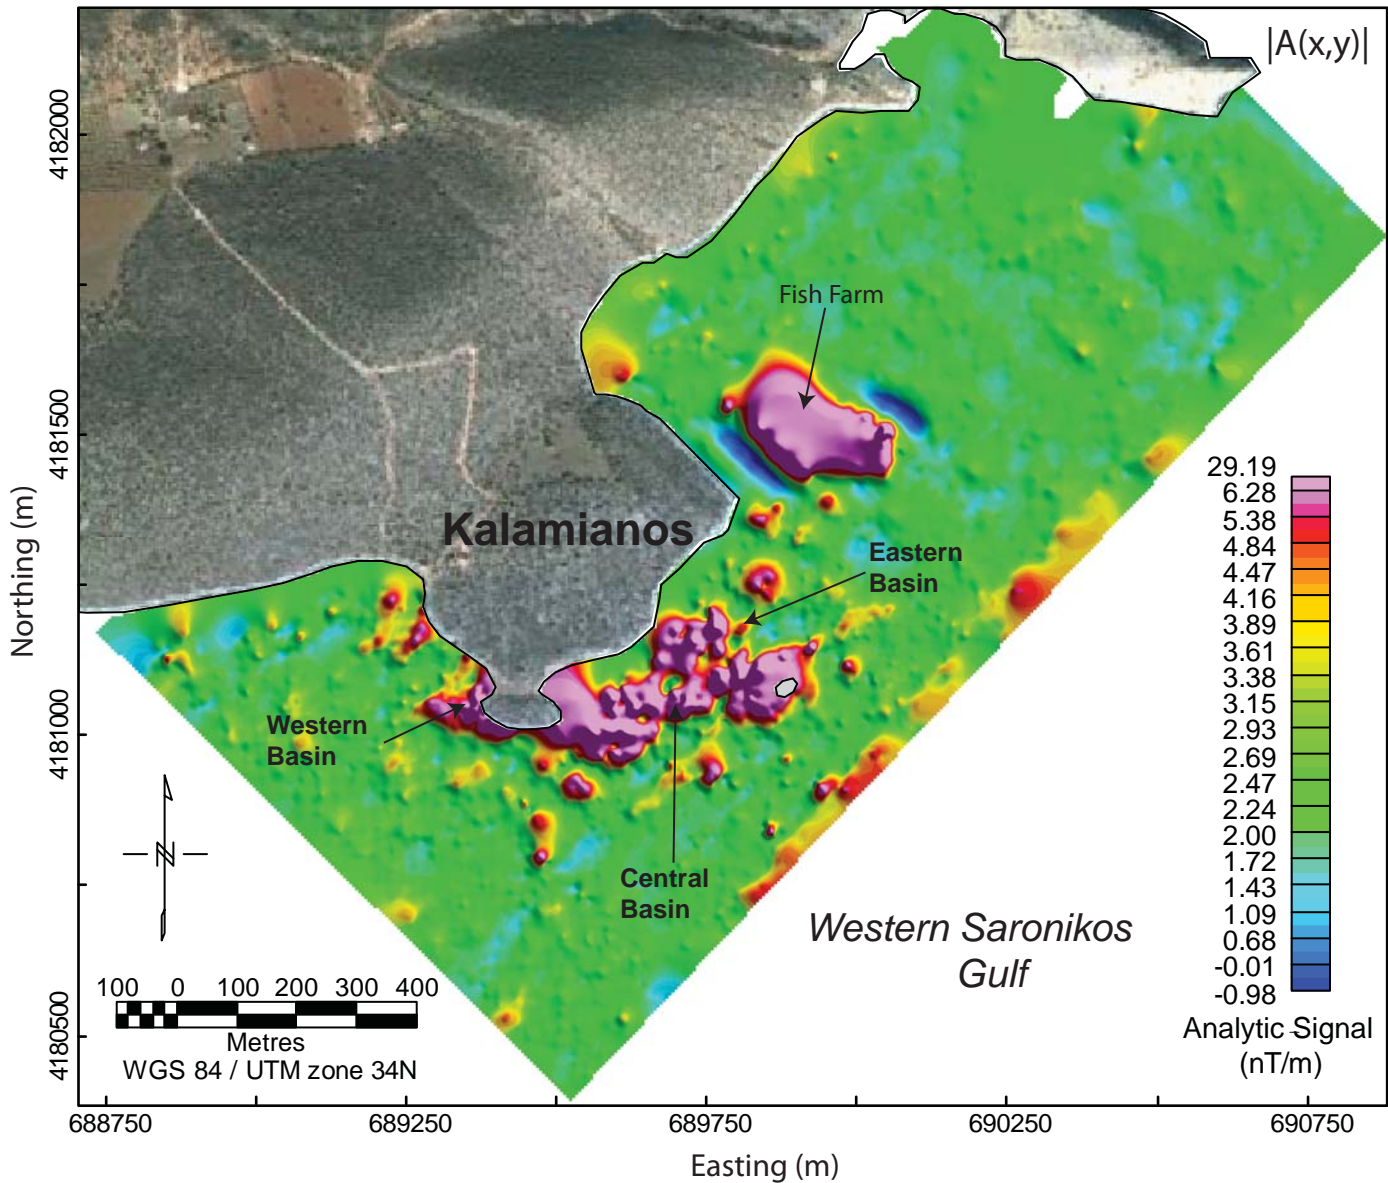 |A(x,y)|
4182000
4181500
4181000
4180500
Northing (m)
Fish Farm
Kalamianos
Eastern
Basin
Western
Basin
Central
Basin
Western Saronikos
Gulf
29.19
6.28
5.38
4.84
4.47
4.16
3.89
3.61
3.38
3.15
2.93
2.69
2.47
2.24
2.00
1.72
1.43
1.09
0.68
-0.01
-0.98
Analytic Signal
(nT/m)
N
100 0 100 200 300 400
Metres
WGS 84 / UTM zone 34N
688750 689250 689750 690250 690750
Easting (m)